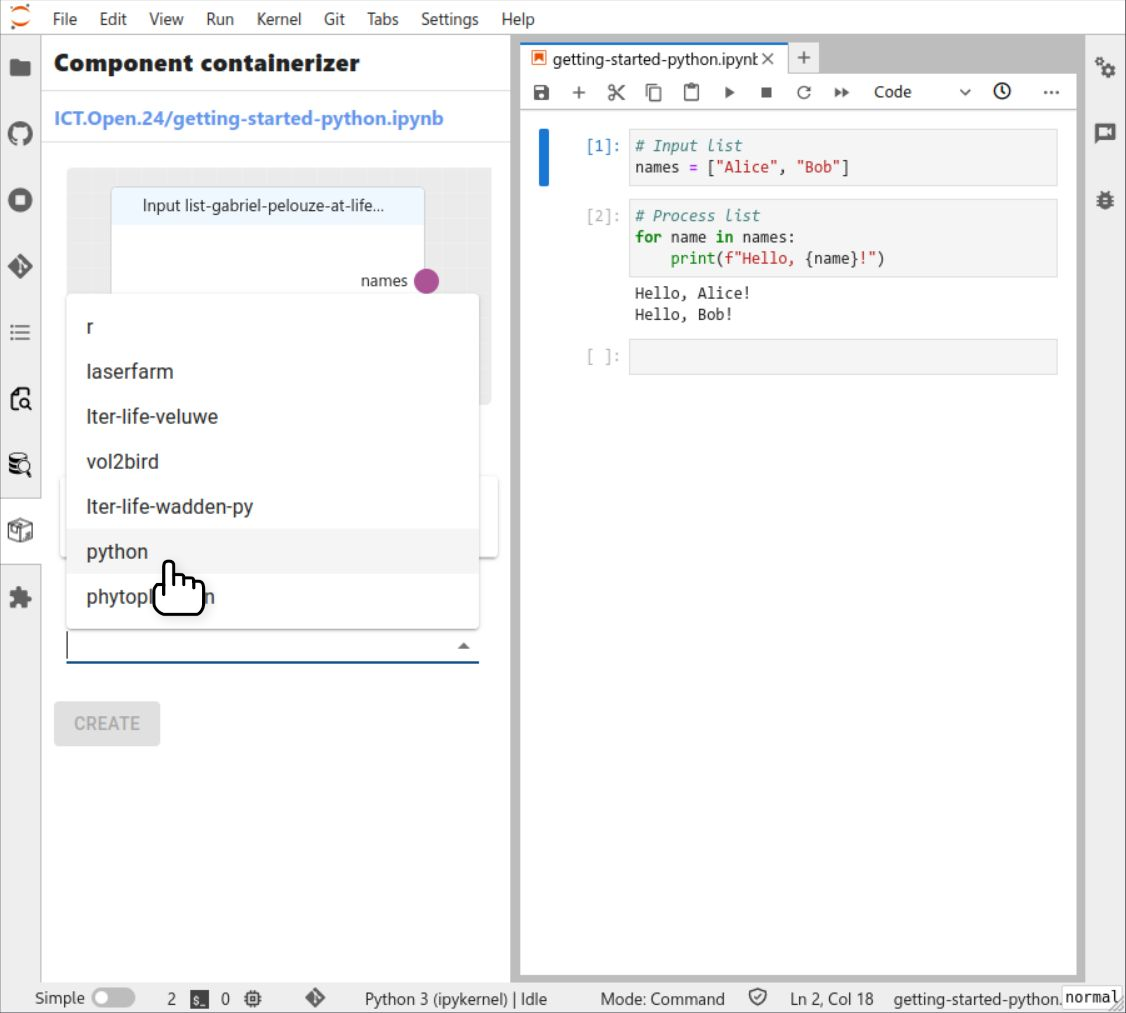 File Edit View Run Kernel Git Tabs Settings Help
Component containerizer
ICT.Open.24/getting-started-python.ipynb
Input list-gabriel-pelouze-at-life...
names
r
laserfarm
lter-life-veluwe
vol2bird
lter-life-wadden-py
python
CREATE
getting-started-python.ipynb
Code
[1]: # Input list
names = ["Alice", "Bob"]
[2]: # Process list
for name in names:
print(f"Hello, {name}!")
Hello, Alice!
Hello, Bob!
[ ]:
Simple 2 $_ 0 Python 3 (ipykernel) | Idle Mode: Command Ln 2, Col 18 getting-started-python. normal